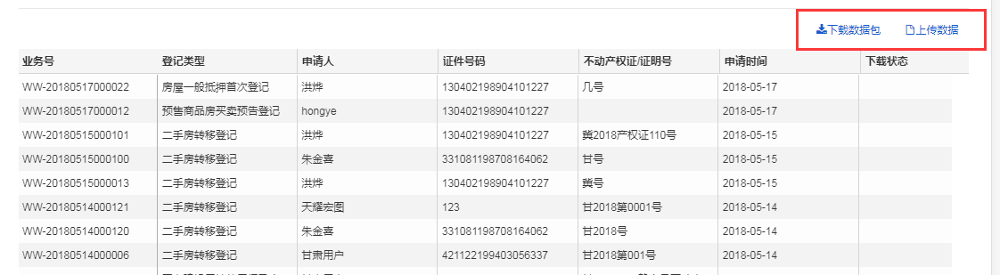 下载数据包 上传数据
业务号 登记类型 申请人 证件号码 不动产权证/证明号 申请时间 下载状态
WW-20180517000022 房屋一般抵押首次登记 洪烨 130402198904101227 几号 2018-05-17
WW-20180517000012 预售商品房买卖预告登记 hongye 130402198904101227 2018-05-17
WW-20180515000101 二手房转移登记 洪烨 130402198904101227 冀2018产权证110号 2018-05-15
WW-20180515000100 二手房转移登记 朱金喜 331081198708164062 甘号 2018-05-15
WW-20180515000013 二手房转移登记 洪烨 130402198904101227 冀号 2018-05-15
WW-20180514000121 二手房转移登记 天耀宏图 123 甘2018第0001号 2018-05-14
WW-20180514000120 二手房转移登记 朱金喜 331081198708164062 甘2018号 2018-05-14
WW-20180514000006 二手房转移登记 甘肃用户 421122199403056337 甘2018第001号 2018-05-14